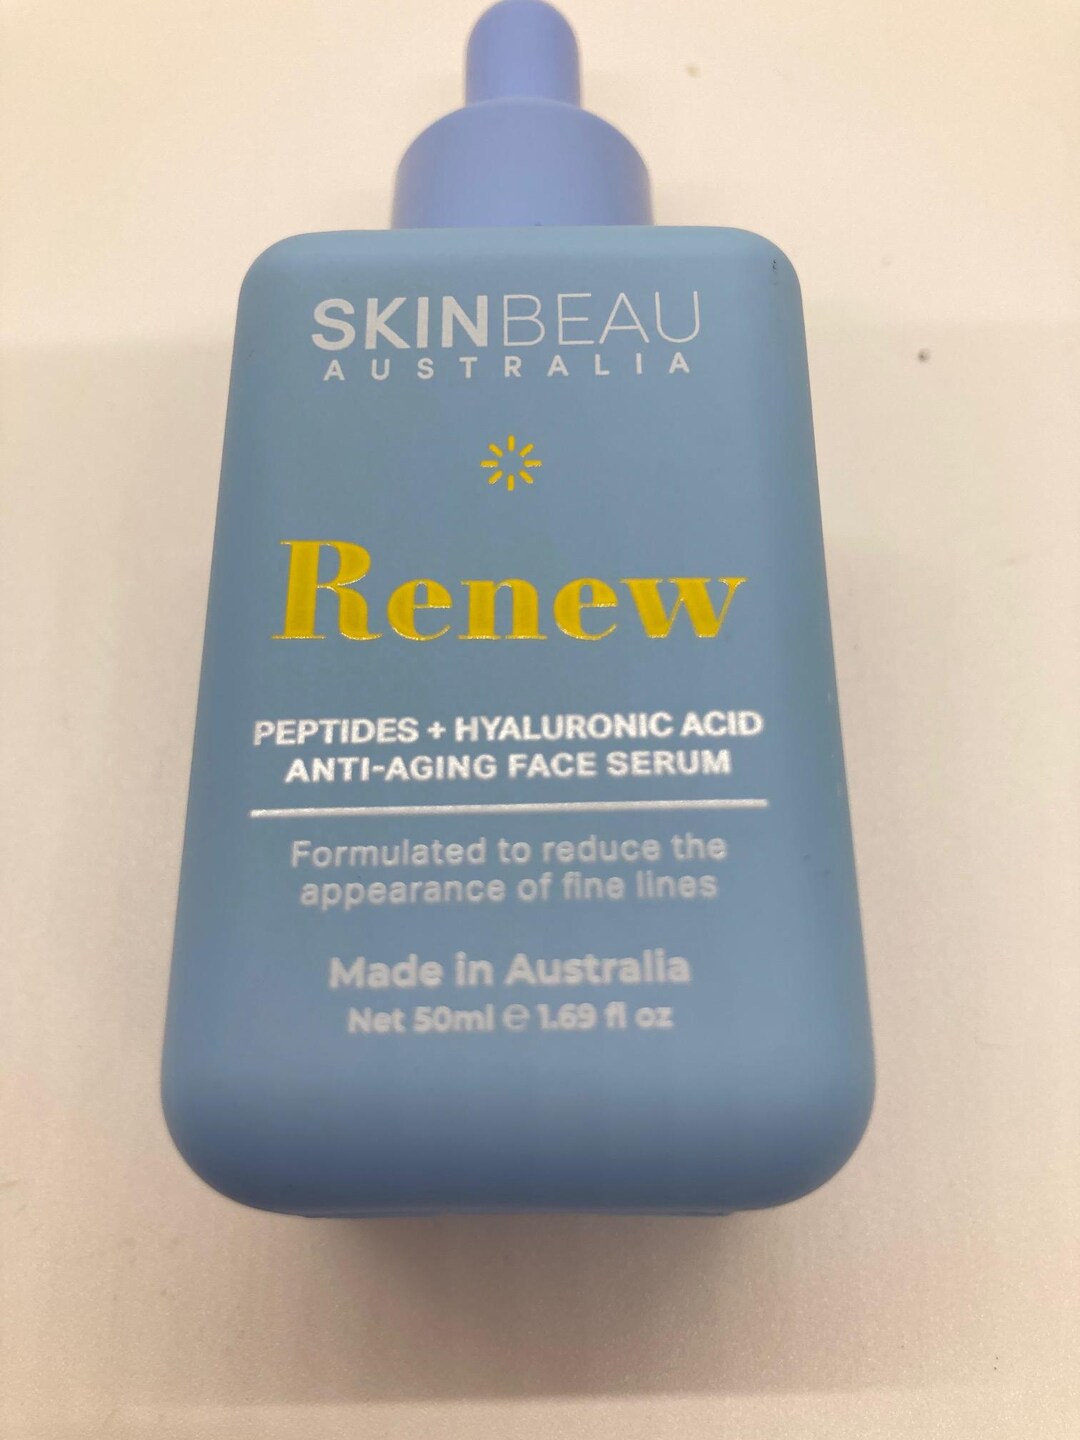 SKINBEAU
AUSTRALIA
Renew
PEPTIDES + HYALURONIC ACID
ANTI-AGING FACE SERUM
Formulated to reduce the
appearance of fine lines
Made in Australia
Net 50ml ℮ 1.69 fl oz